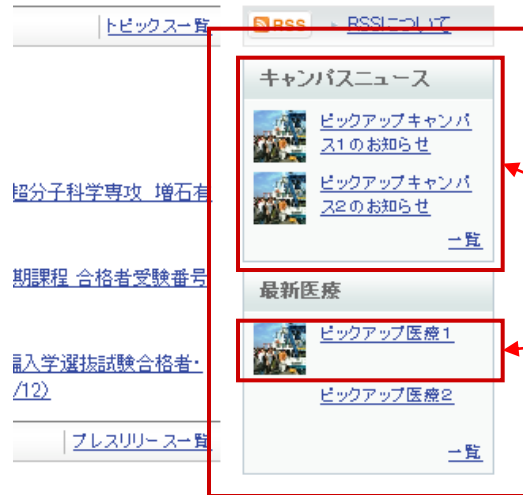 トピックス一覧
RSS
RSSについて
キャンパスニュース
ピックアップキャンパ
ス1のお知らせ
ピックアップキャンパ
ス2のお知らせ
一覧
超分子科学専攻 増石有
期課程 合格者受験番号
編入学選抜試験合格者・
/12)
プレスリリース一覧
最新医療
ピックアップ医療1
ピックアップ医療2
一覧